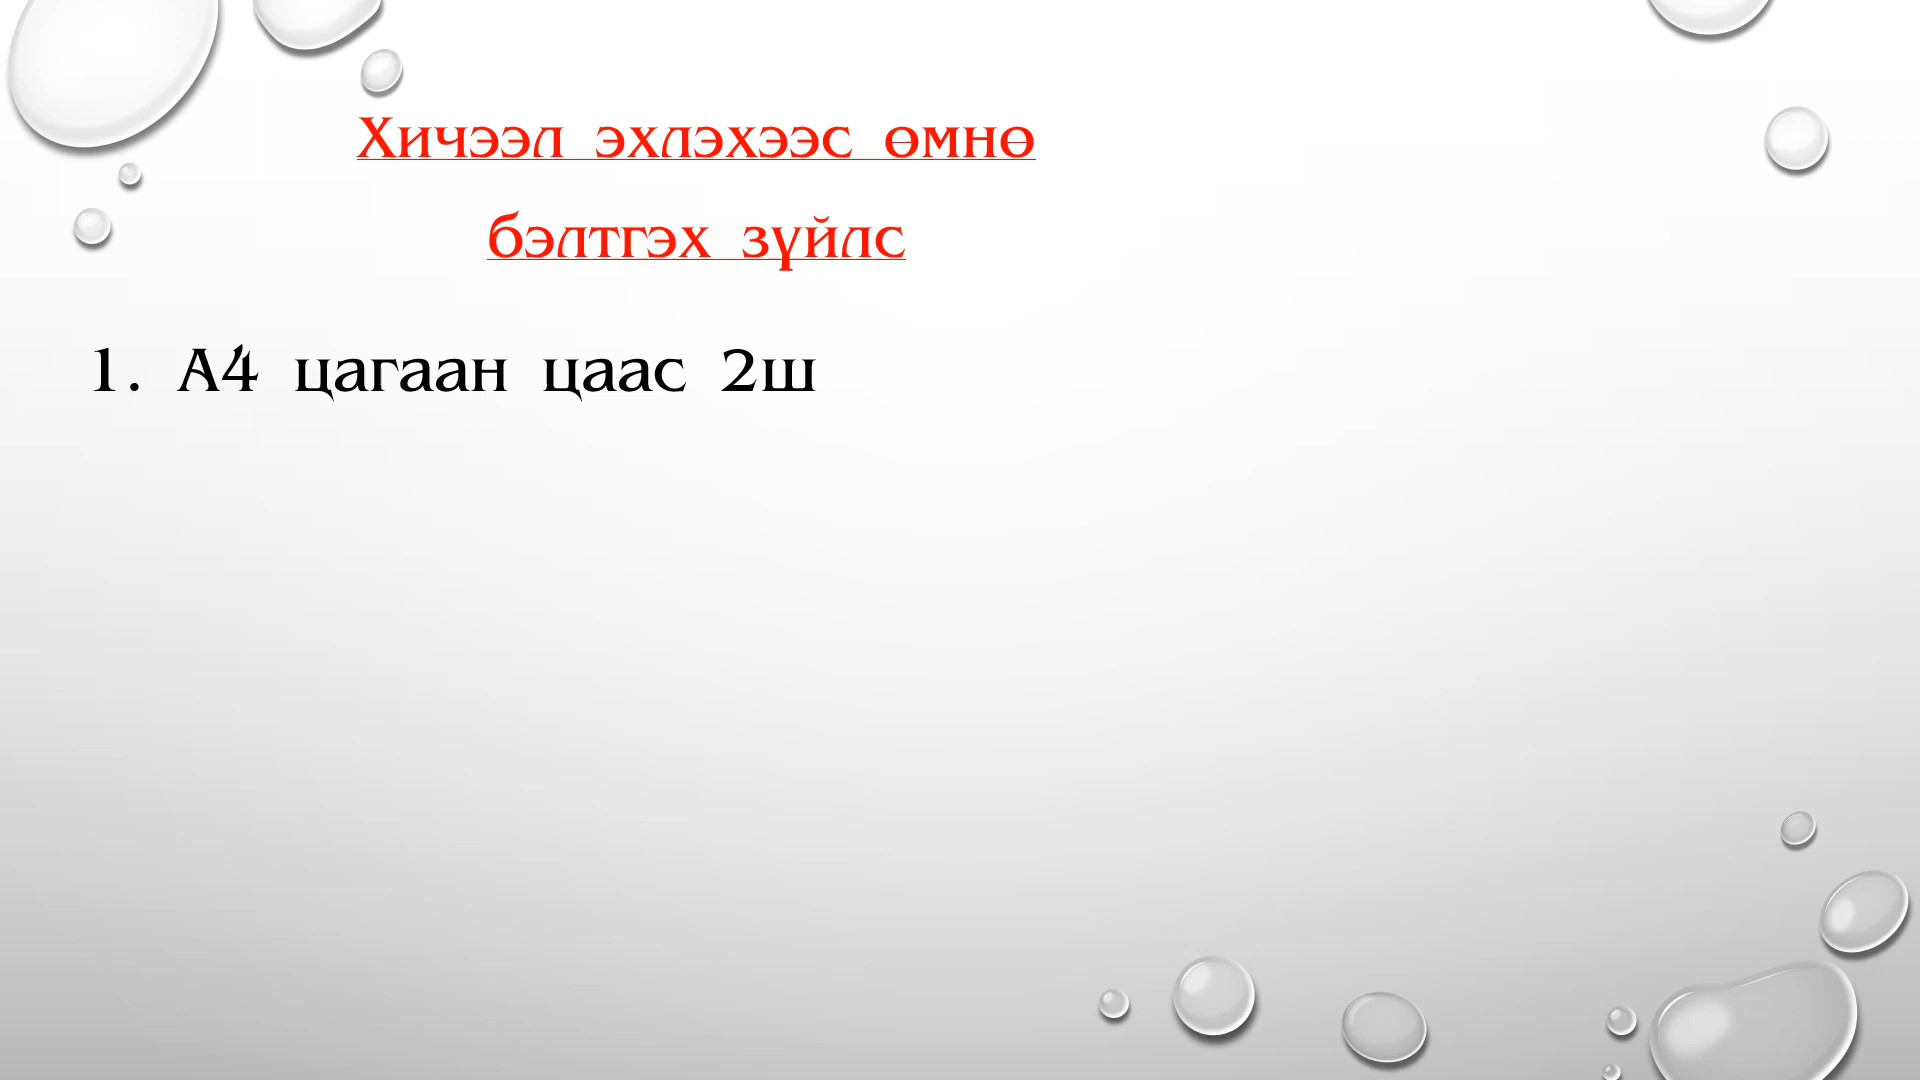 Хичээл эхлэхээс өмнө
бэлтгэх зүйлс
1. А4 цагаан цаас 2ш